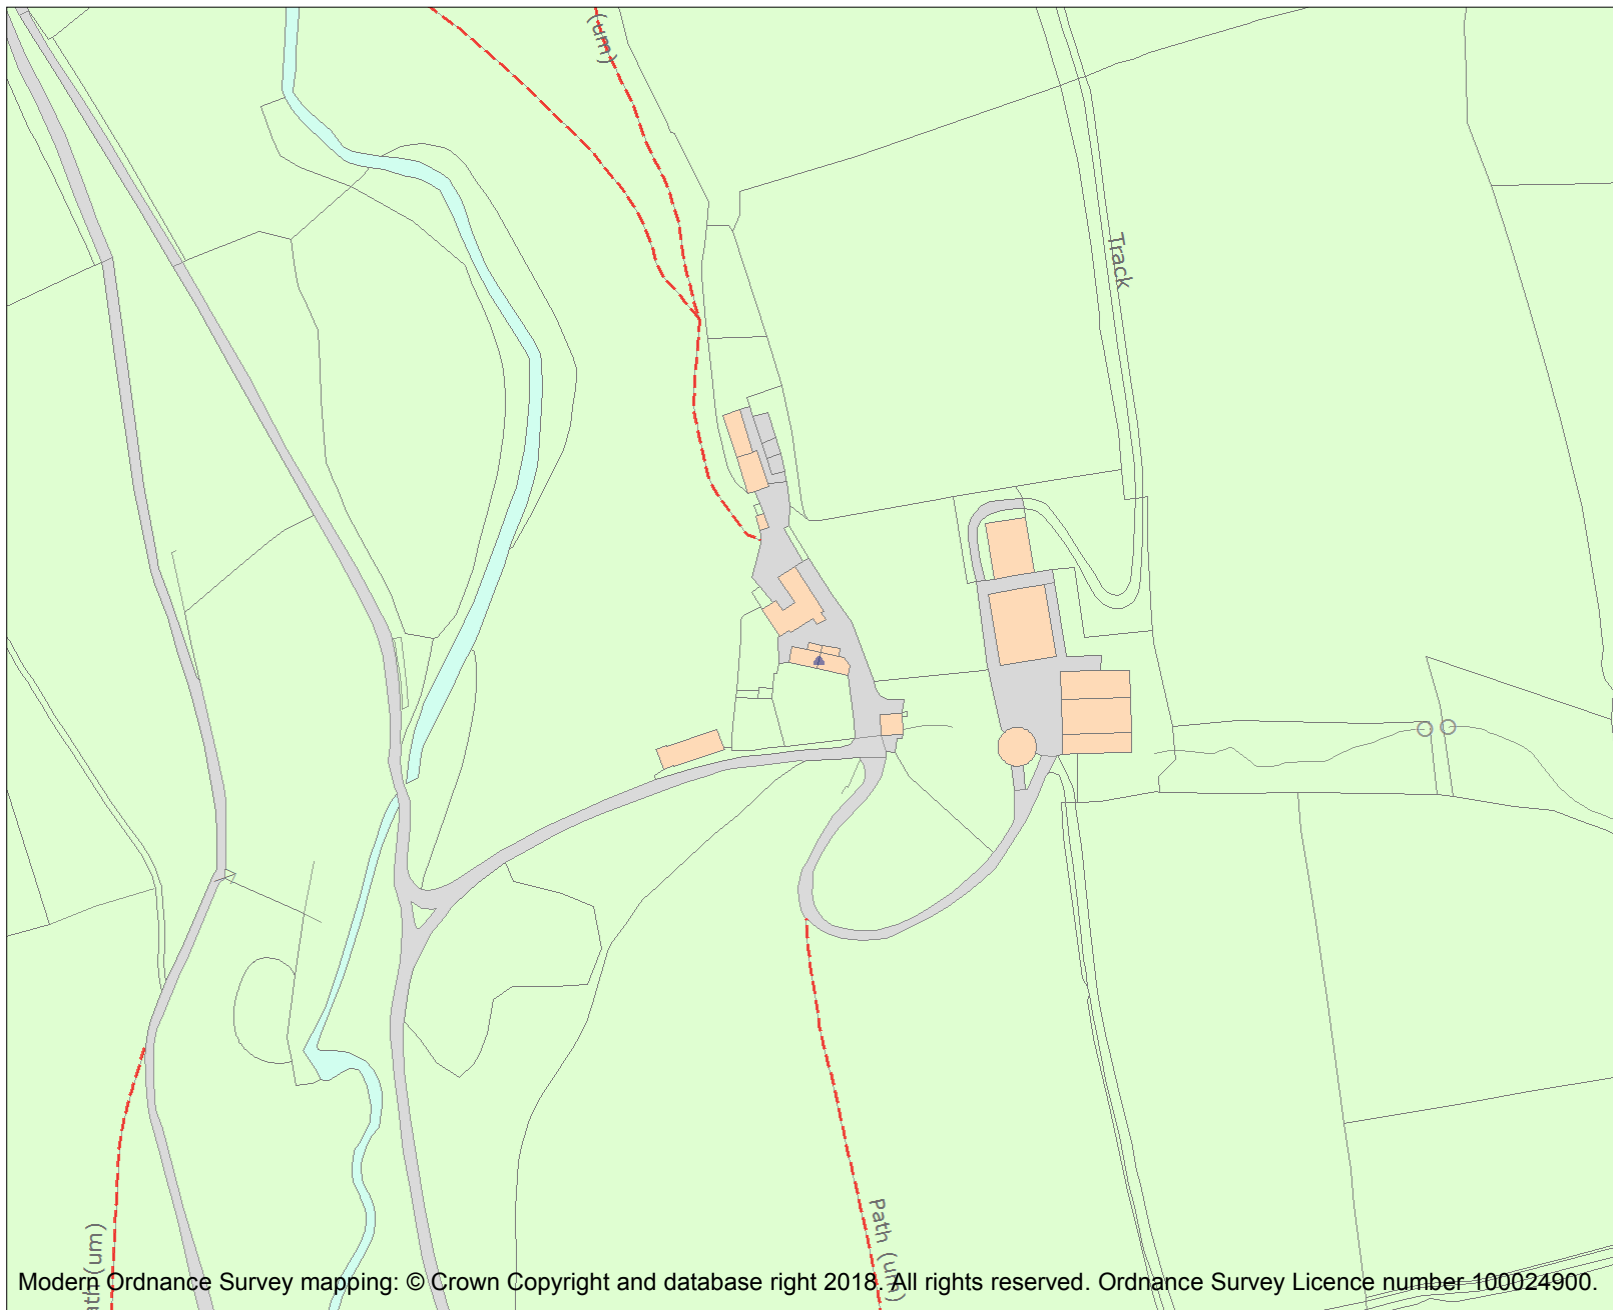 (um)
Track
Path (um)
ath (um)
Modern Ordnance Survey mapping: © Crown Copyright and database right 2018. All rights reserved. Ordnance Survey Licence number 100024900.